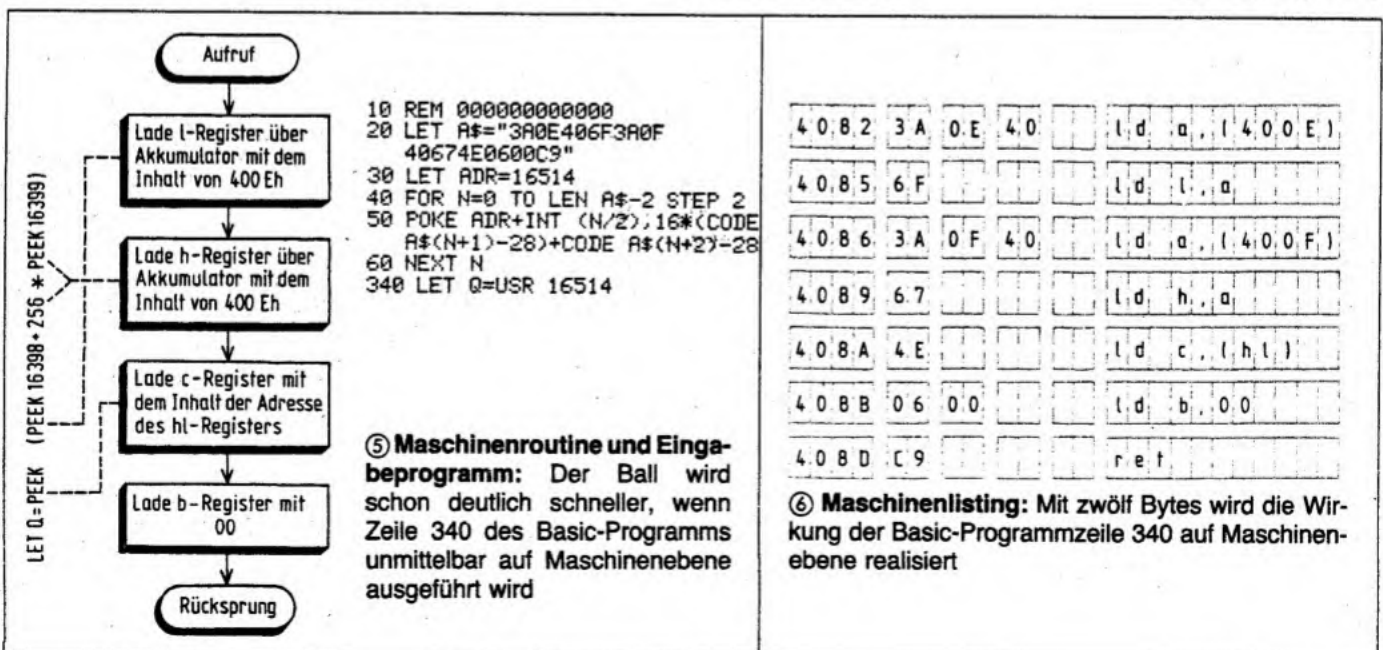 LET Q=PEEK (PEEK 16398 + 256 * PEEK 16399)
Aufruf
Lade l-Register über
Akkumulator mit dem
Inhalt von 400 Eh
Lade h-Register über
Akkumulator mit dem
Inhalt von 400 Eh
Lade c-Register mit
dem Inhalt der Adresse
des hl-Registers
Lade b-Register mit
00
Rücksprung
10 REM 000000000000
20 LET A$="3A0E406F3A0F
40674E0600C9"
30 LET ADR=16514
40 FOR N=0 TO LEN A$-2 STEP 2
50 POKE ADR+INT (N/2),16*(CODE
A$(N+1)-28)+CODE A$(N+2)-28
60 NEXT N
340 LET Q=USR 16514
⑤ Maschinenroutine und Einga-
beprogramm: Der Ball wird
schon deutlich schneller, wenn
Zeile 340 des Basic-Programms
unmittelbar auf Maschinenebene
ausgeführt wird
4082 3A 0E 40 ld a,(400E)
4085 6F ld l,a
4086 3A 0F 40 ld a,(400F)
4089 67 ld h,a
408A 4E ld c,(hl)
408B 06 00 ld b,00
408D C9 ret
⑥ Maschinenlisting: Mit zwölf Bytes wird die Wir-
kung der Basic-Programmzeile 340 auf Maschinen-
ebene realisiert